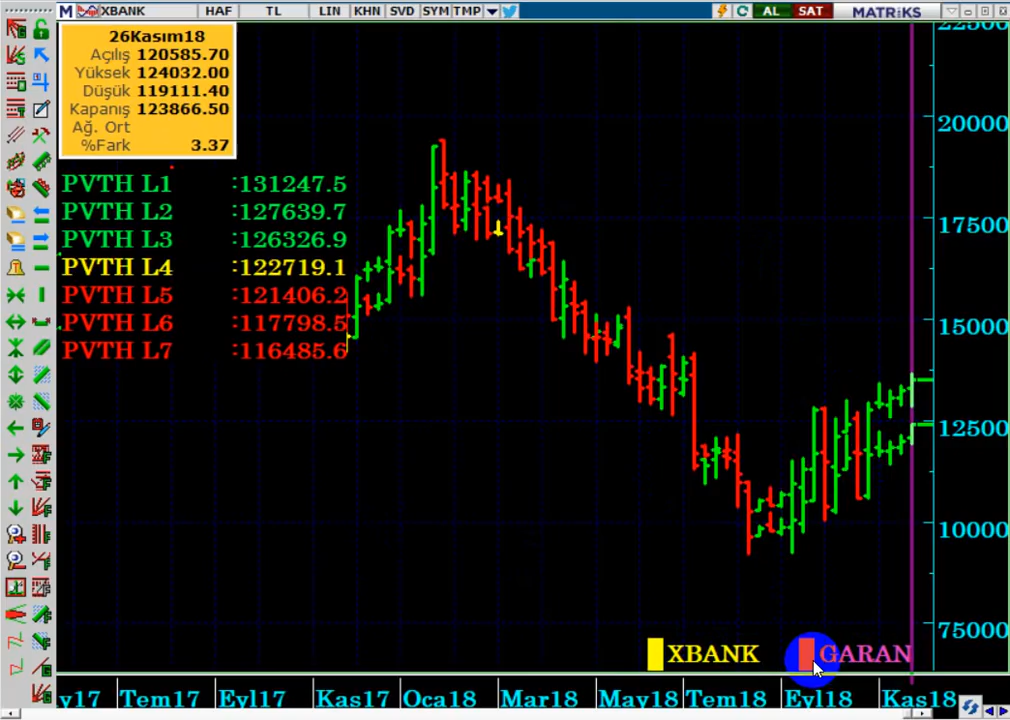 M XBANK HAF TL LIN KHN SVD SYM TMP AL SAT MATRiKS
26Kasım18
Açılış 120585.70
Yüksek 124032.00
Düşük 119111.40
Kapanış 123866.50
Ağ. Ort
%Fark 3.37
PVTH L1 :131247.5
PVTH L2 :127639.7
PVTH L3 :126326.9
PVTH L4 :122719.1
PVTH L5 :121406.2
PVTH L6 :117798.5
PVTH L7 :116485.6
22500
20000
17500
15000
12500
10000
75000
XBANK GARAN
y17 Tem17 Eyl17 Kas17 Oca18 Mar18 May18 Tem18 Eyl18 Kas18